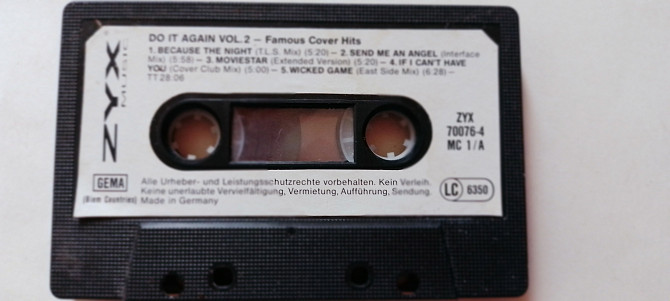 DO IT AGAIN VOL. 2 – Famous Cover Hits
1. BECAUSE THE NIGHT (T.L.S. Mix) (5:20) – 2. SEND ME AN ANGEL (Interface
Mix) (5:58) – 3. MOVIESTAR (Extended Version) (5:20) – 4. IF I CAN'T HAVE
YOU (Cover Club Mix) (5:00) – 5. WICKED GAME (East Side Mix) (6:28) –
TT 28:06
ZYX
MUSIC
ZYX
70076-4
MC 1/A
GEMA
(Biem Countries)
Alle Urheber- und Leistungsschutzrechte vorbehalten. Kein Verleih.
Keine unerlaubte Vervielfältigung, Vermietung, Aufführung, Sendung.
Made in Germany
LC 6350